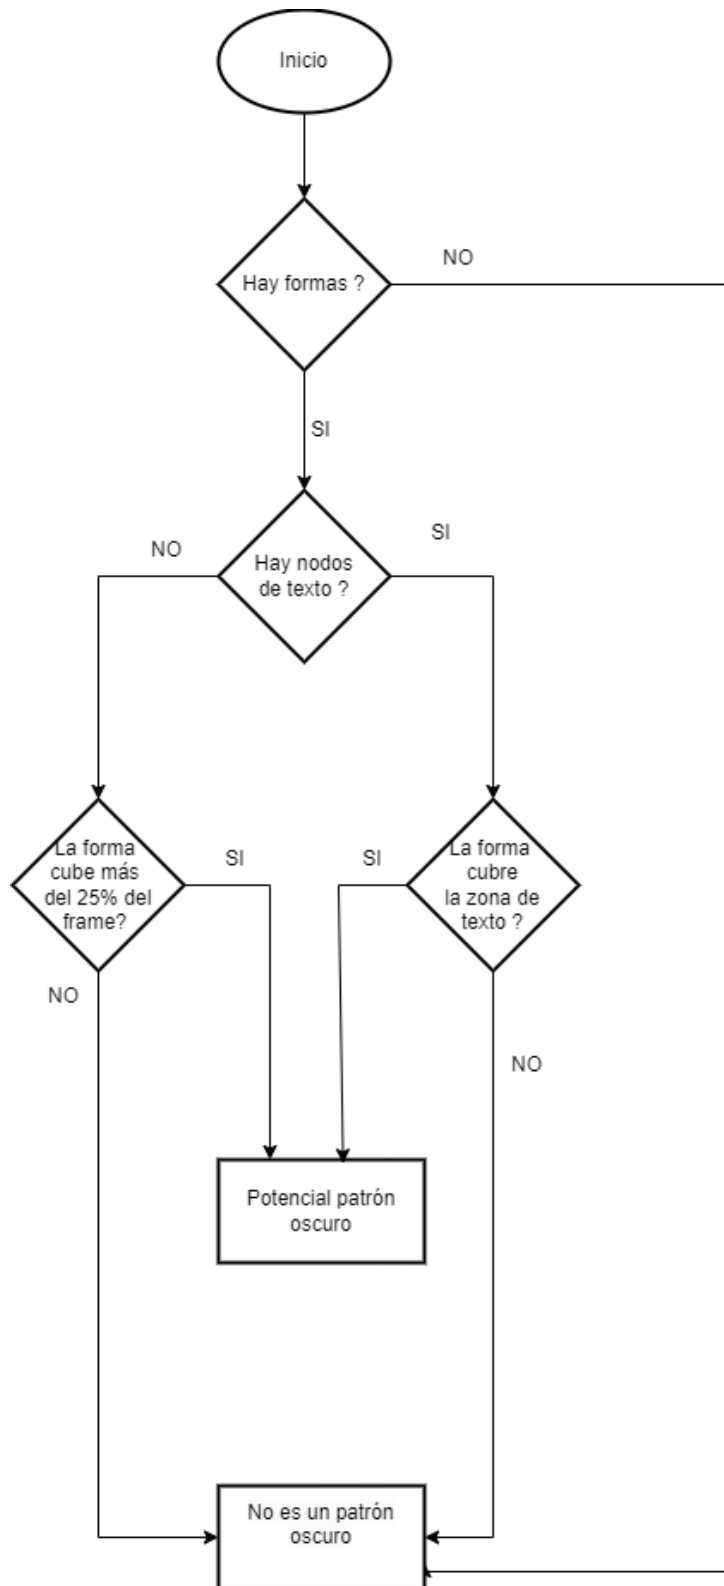 Inicio
Hay formas ?
NO
SI
Hay nodos
de texto ?
NO
SI
La forma
cube más
del 25% del
frame?
SI
NO
La forma
cubre
la zona de
texto ?
SI
NO
Potencial patrón
oscuro
No es un patrón
oscuro